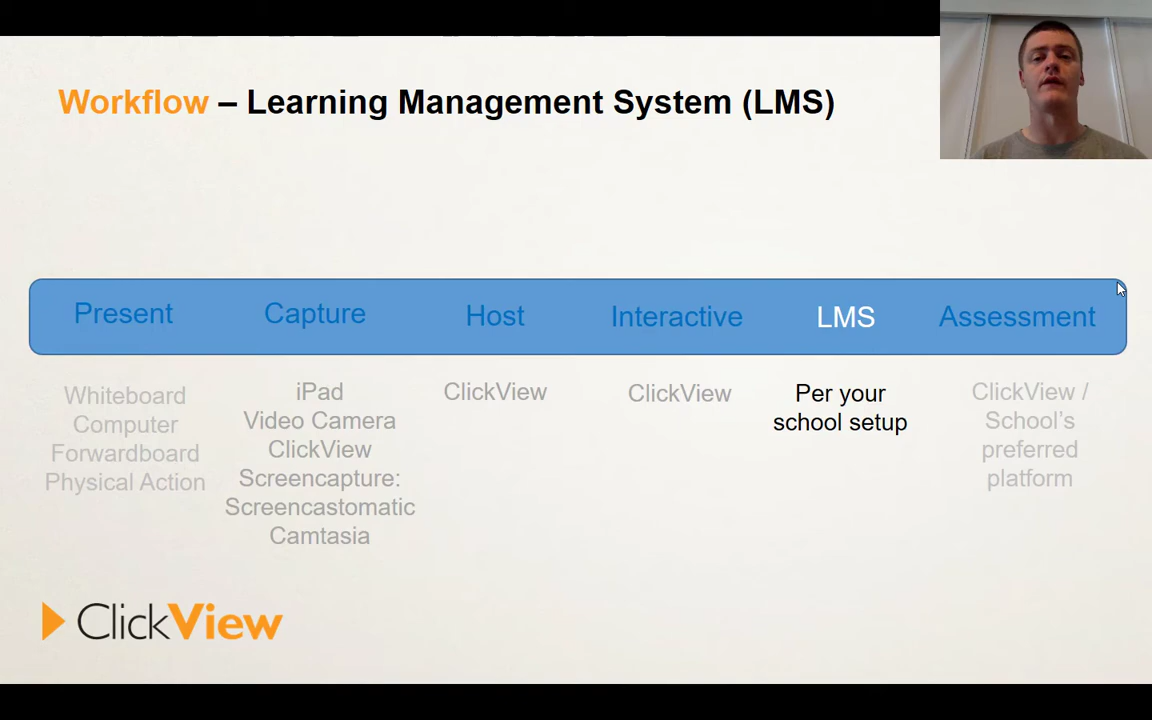 Workflow – Learning Management System (LMS)
Present Capture Host Interactive LMS Assessment
Whiteboard
Computer
Forwardboard
Physical Action
iPad
Video Camera
ClickView
Screencapture:
Screencastomatic
Camtasia
ClickView
ClickView
Per your
school setup
ClickView /
School's
preferred
platform
ClickView